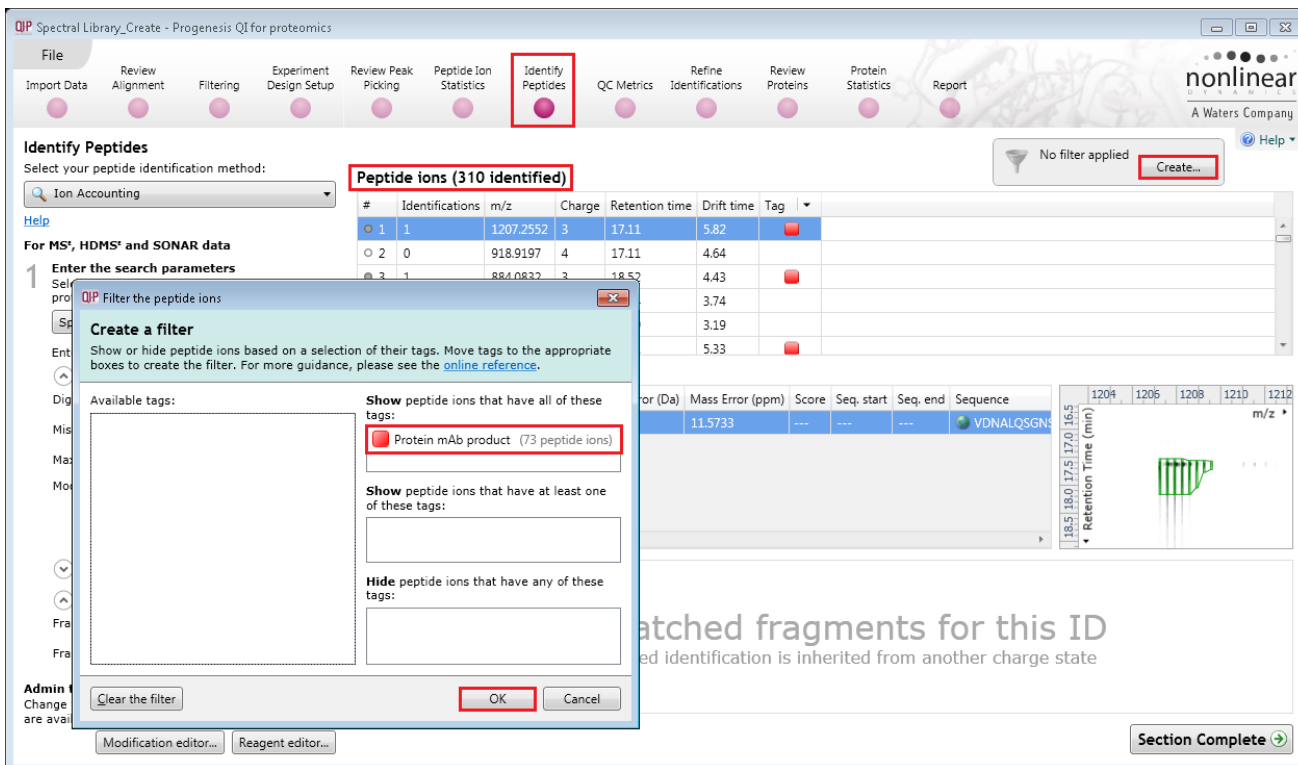 QIP Spectral Library_Create - Progenesis QI for proteomics
File
Import Data
Review Alignment
Filtering
Experiment Design Setup
Review Peak Picking
Peptide Ion Statistics
Identify Peptides
QC Metrics
Refine Identifications
Review Proteins
Protein Statistics
Report
nonlinear
DYNAMICS
A Waters Company
Identify Peptides
Select your peptide identification method:
Ion Accounting
Help
For MSᴱ, HDMSᴱ and SONAR data
1 Enter the search parameters
Peptide ions (310 identified)
No filter applied
Create...
Help
# Identifications m/z Charge Retention time Drift time Tag
1 1 1207.2552 3 17.11 5.82
2 0 918.9197 4 17.11 4.64
3 1 884.0832 3 18.52 4.43
3.74
3.19
5.33
QIP Filter the peptide ions
Create a filter
Show or hide peptide ions based on a selection of their tags. Move tags to the appropriate
boxes to create the filter. For more guidance, please see the online reference.
Available tags:
Show peptide ions that have all of these
tags:
Protein mAb product (73 peptide ions)
Show peptide ions that have at least one
of these tags:
Hide peptide ions that have any of these
tags:
Clear the filter
OK
Cancel
(Da) Mass Error (ppm) Score Seq. start Seq. end Sequence
11.5733 --- --- --- VDNALQSGNS
1204 1206 1208 1210 1212
m/z
Retention Time (min)
16.5 17.0 17.5 18.0 18.5
fragments for this ID
identification is inherited from another charge state
Admin
Change
are
Modification editor...
Reagent editor...
Section Complete